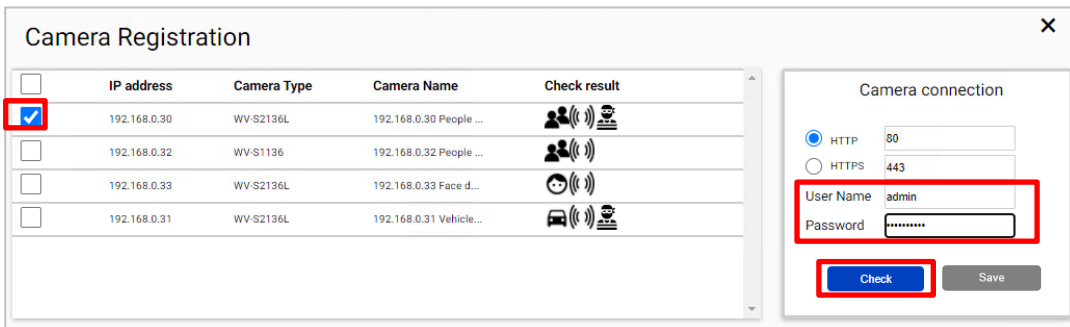 Camera Registration
×
IP address Camera Type Camera Name Check result
192.168.0.30 WV-S2136L 192.168.0.30 People ...
192.168.0.32 WV-S1136 192.168.0.32 People ...
192.168.0.33 WV-S2136L 192.168.0.33 Face d...
192.168.0.31 WV-S2136L 192.168.0.31 Vehicle...
Camera connection
HTTP 80
HTTPS 443
User Name admin
Password ••••••••••
Check Save